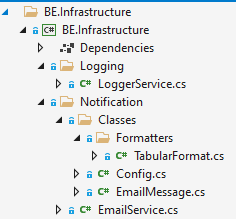 BE.Infrastructure
C# BE.Infrastructure
Dependencies
Logging
C# LoggerService.cs
Notification
Classes
Formatters
C# TabularFormat.cs
C# Config.cs
C# EmailMessage.cs
C# EmailService.cs